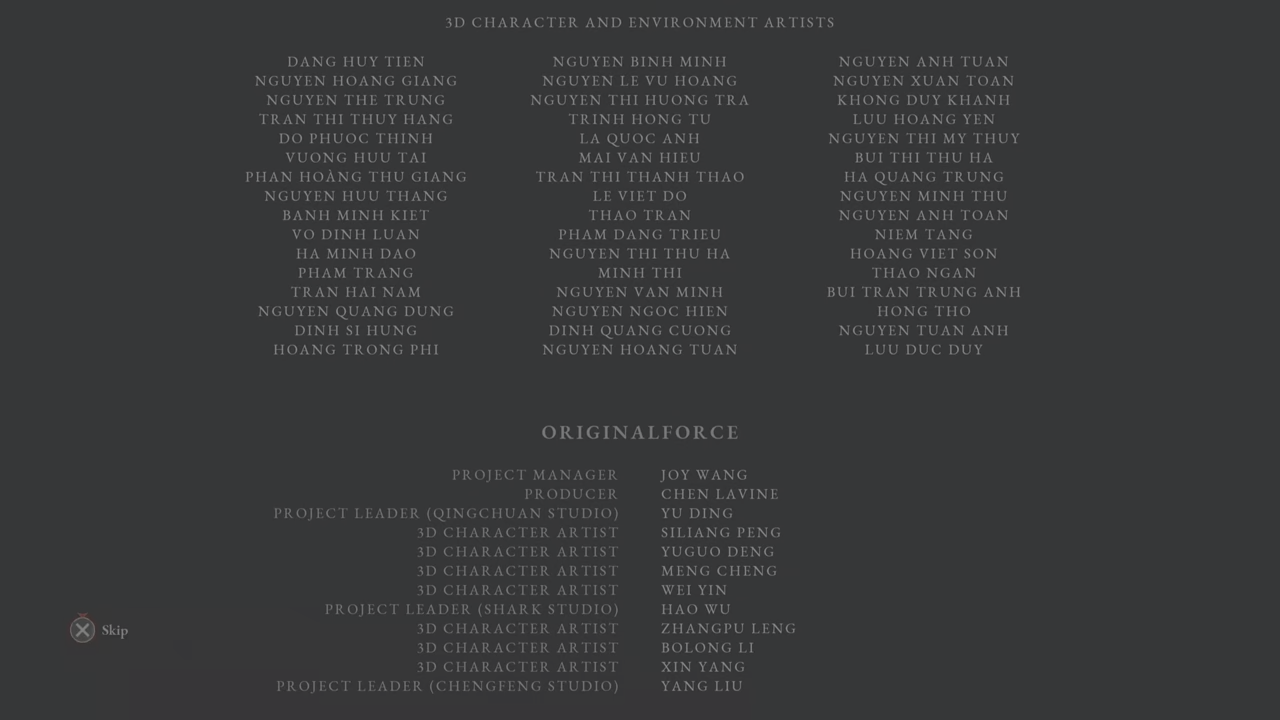 3D CHARACTER AND ENVIRONMENT ARTISTS
DANG HUY TIEN NGUYEN BINH MINH NGUYEN ANH TUAN
NGUYEN HOANG GIANG NGUYEN LE VU HOANG NGUYEN XUAN TOAN
NGUYEN THE TRUNG NGUYEN THI HUONG TRA KHONG DUY KHANH
TRAN THI THUY HANG TRINH HONG TU LUU HOANG YEN
DO PHUOC THINH LA QUOC ANH NGUYEN THI MY THUY
VUONG HUU TAI MAI VAN HIEU BUI THI THU HA
PHAN HOÀNG THU GIANG TRAN THI THANH THAO HA QUANG TRUNG
NGUYEN HUU THANG LE VIET DO NGUYEN MINH THU
BANH MINH KIET THAO TRAN NGUYEN ANH TOAN
VO DINH LUAN PHAM DANG TRIEU NIEM TANG
HA MINH DAO NGUYEN THI THU HA HOANG VIET SON
PHAM TRANG MINH THI THAO NGAN
TRAN HAI NAM NGUYEN VAN MINH BUI TRAN TRUNG ANH
NGUYEN QUANG DUNG NGUYEN NGOC HIEN HONG THO
DINH SI HUNG DINH QUANG CUONG NGUYEN TUAN ANH
HOANG TRONG PHI NGUYEN HOANG TUAN LUU DUC DUY
ORIGINALFORCE
PROJECT MANAGER JOY WANG
PRODUCER CHEN LAVINE
PROJECT LEADER (QINGCHUAN STUDIO) YU DING
3D CHARACTER ARTIST SILIANG PENG
3D CHARACTER ARTIST YUGUO DENG
3D CHARACTER ARTIST MENG CHENG
3D CHARACTER ARTIST WEI YIN
PROJECT LEADER (SHARK STUDIO) HAO WU
3D CHARACTER ARTIST ZHANGPU LENG
3D CHARACTER ARTIST BOLONG LI
3D CHARACTER ARTIST XIN YANG
PROJECT LEADER (CHENGFENG STUDIO) YANG LIU
Skip